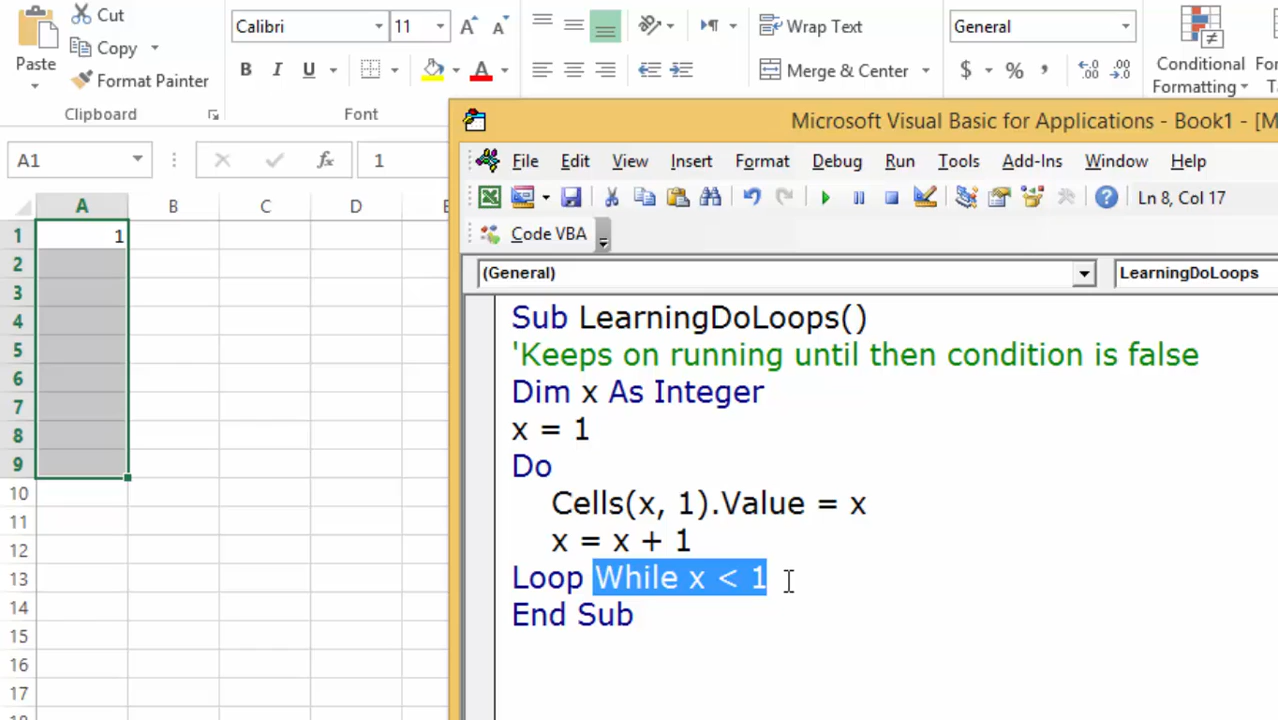 Cut
Copy
Paste
Format Painter
Clipboard
Calibri 11
B I U A
Font
Wrap Text
Merge & Center
General
$ % ,
Conditional
Formatting
A1 fx 1
A B C D
1 1
2
3
4
5
6
7
8
9
10
11
12
13
14
15
16
17
Microsoft Visual Basic for Applications - Book1 - [M
File Edit View Insert Format Debug Run Tools Add-Ins Window Help
Ln 8, Col 17
Code VBA
(General) LearningDoLoops
Sub LearningDoLoops()
'Keeps on running until then condition is false
Dim x As Integer
x = 1
Do
Cells(x, 1).Value = x
x = x + 1
Loop While x < 1
End Sub